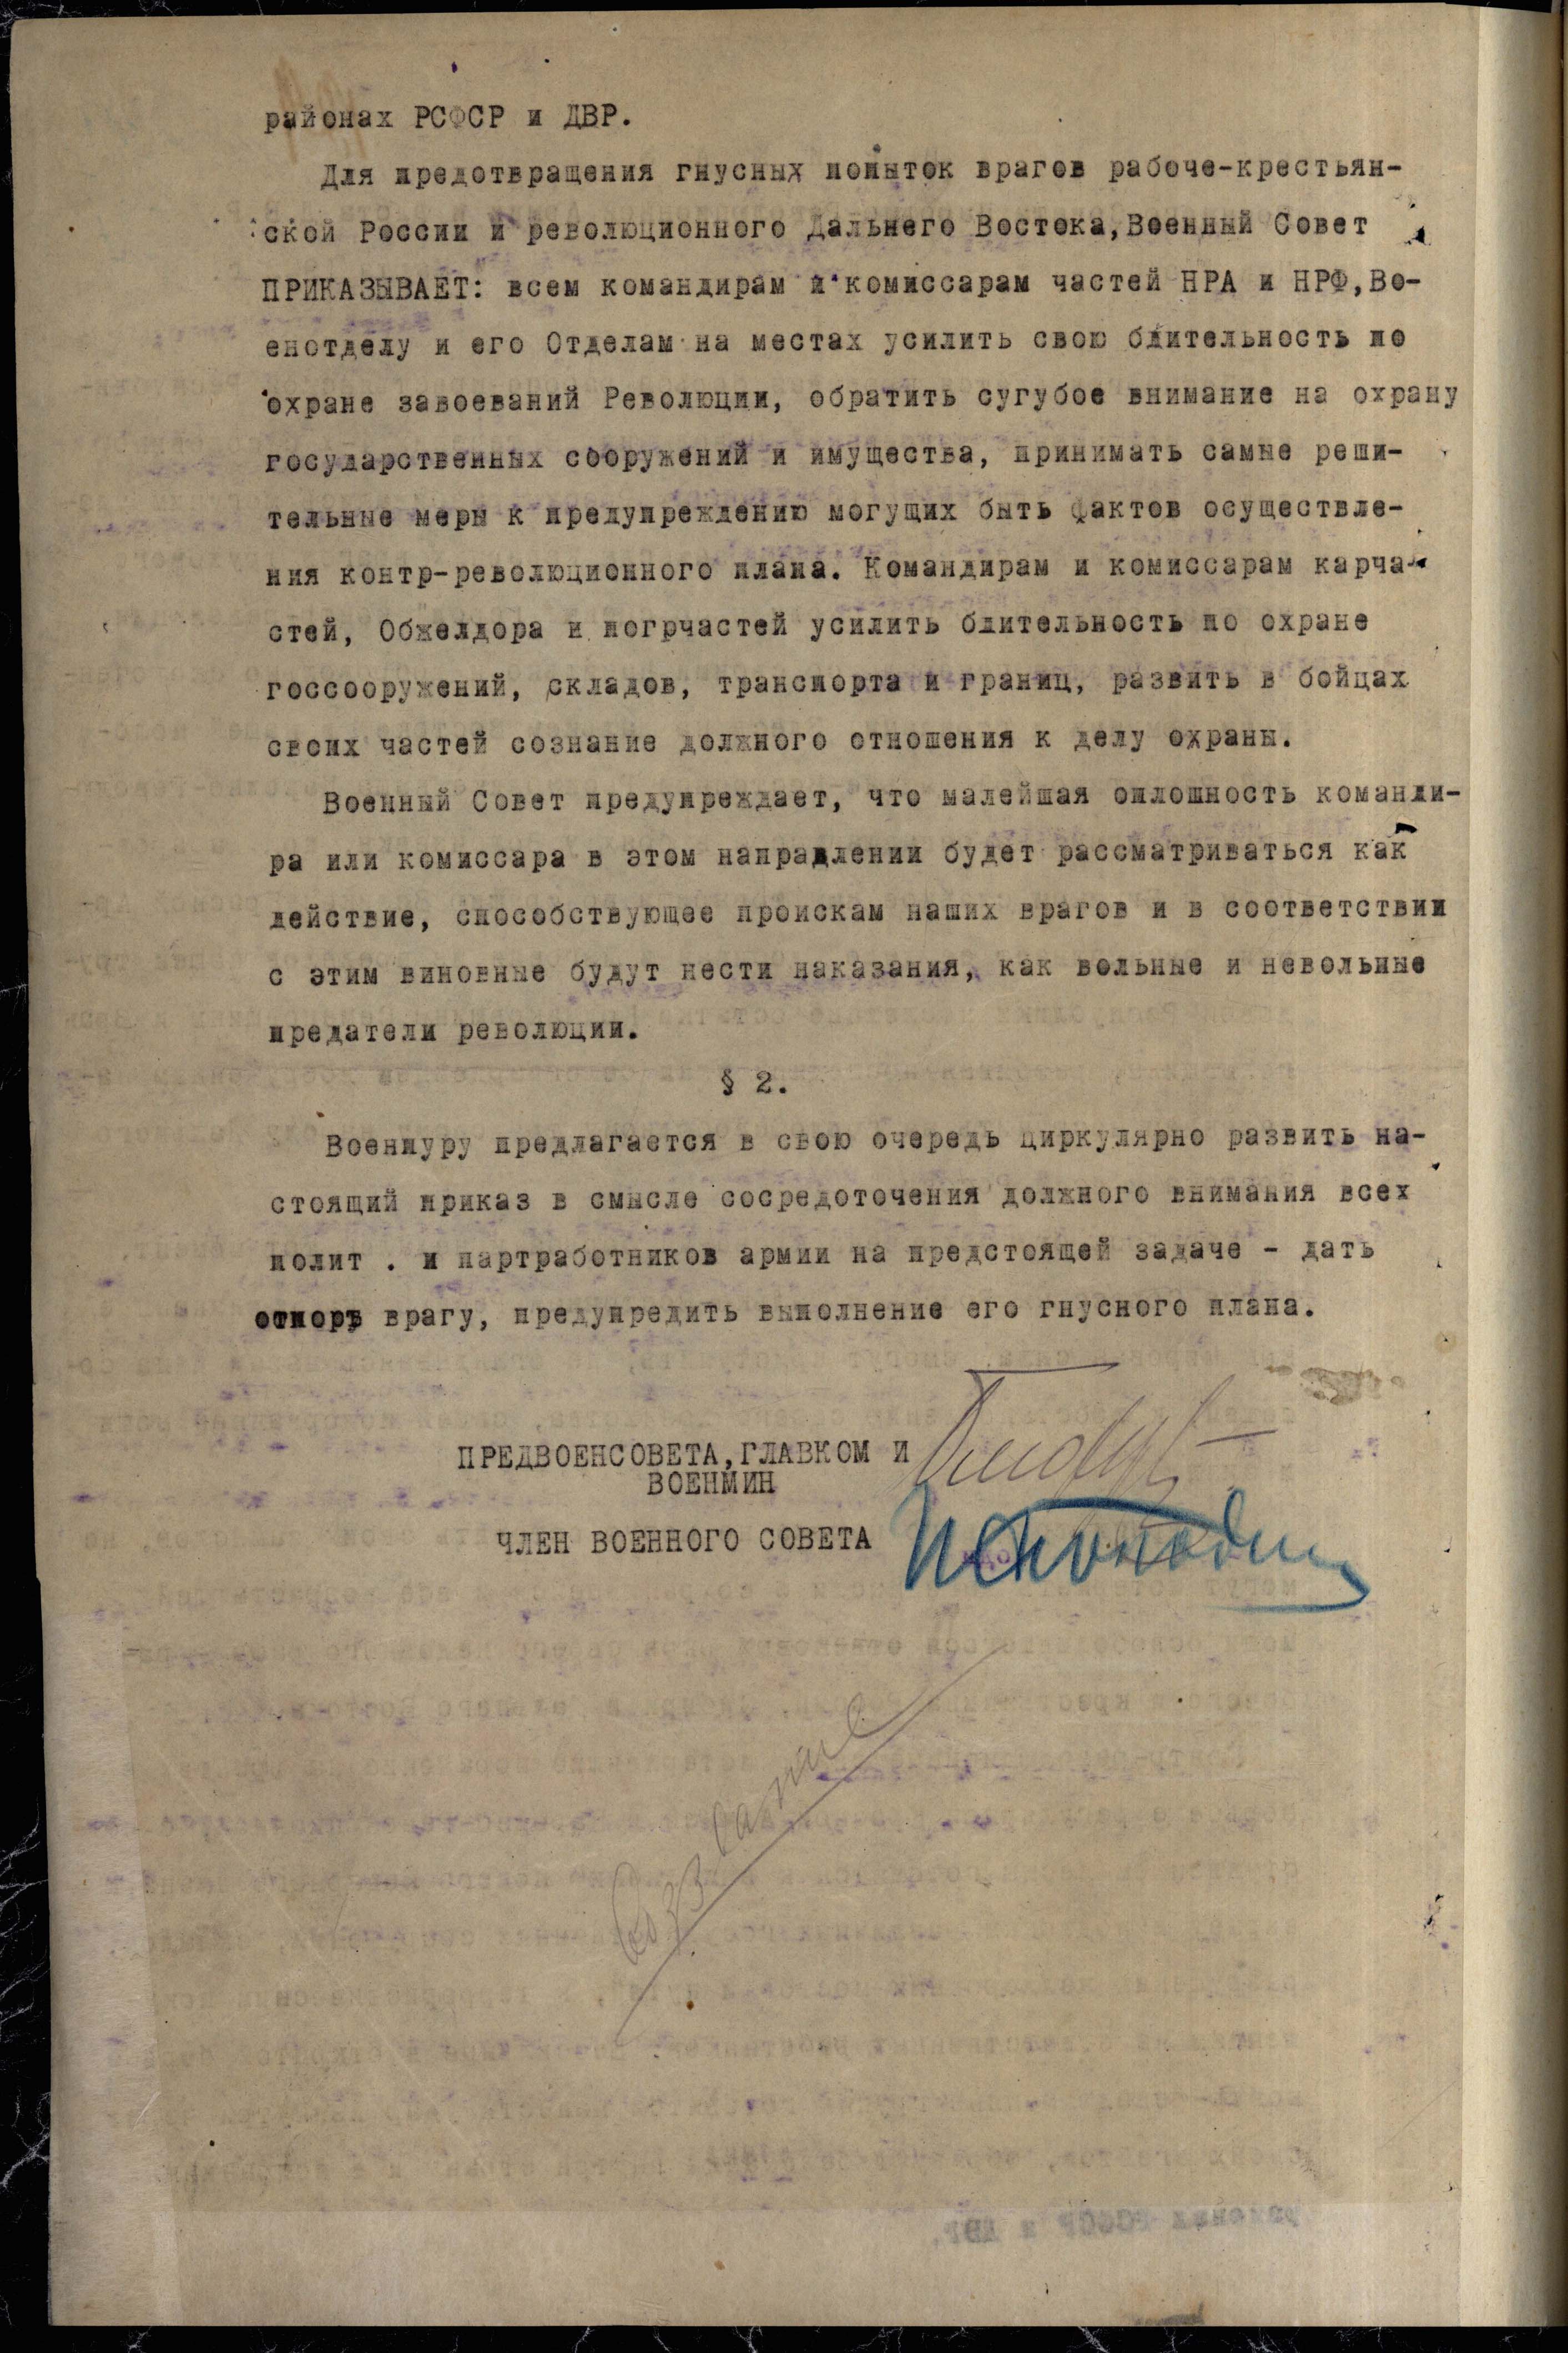 районах РСФСР и ДВР.
Для предотвращения гнусных попыток врагов рабоче-крестьян-
ской России и революционного Дальнего Востока,Военный Совет
ПРИКАЗЫВАЕТ: всем командирам и комиссарам частей НРА и НРФ,Во-
енотделу и его Отделам на местах усилить свою бдительность по
охране завоеваний Революции, обратить сугубое внимание на охрану
государственных сооружений и имущества, принимать самые реши-
тельные меры к предупреждению могущих быть фактов осуществле-
ния контр-революционного плана. Командирам и комиссарам карча-
стей, Обжелдора и погрчастей усилить бдительность по охране
госсооружений, складов, транспорта и границ, развить в бойцах
своих частей сознание должного отношения к делу охраны.
Военный Совет предупреждает, что малейшая оплошность команди-
ра или комиссара в этом направлении будет рассматриваться как
действие, способствующее проискам наших врагов и в соответствии
с этим виновные будут нести наказания, как вольные и невольные
предатели революции.
§ 2.
Военпуру предлагается в свою очередь циркулярно развить на-
стоящий приказ в смысле сосредоточения должного внимания всех
полит . и партработников армии на предстоящей задаче - дать
отпор врагу, предупредить выполнение его гнусного плана.
ПРЕДВОЕНСОВЕТА,ГЛАВКОМ И
ВОЕНМИН
ЧЛЕН ВОЕННОГО СОВЕТА
Воззвание